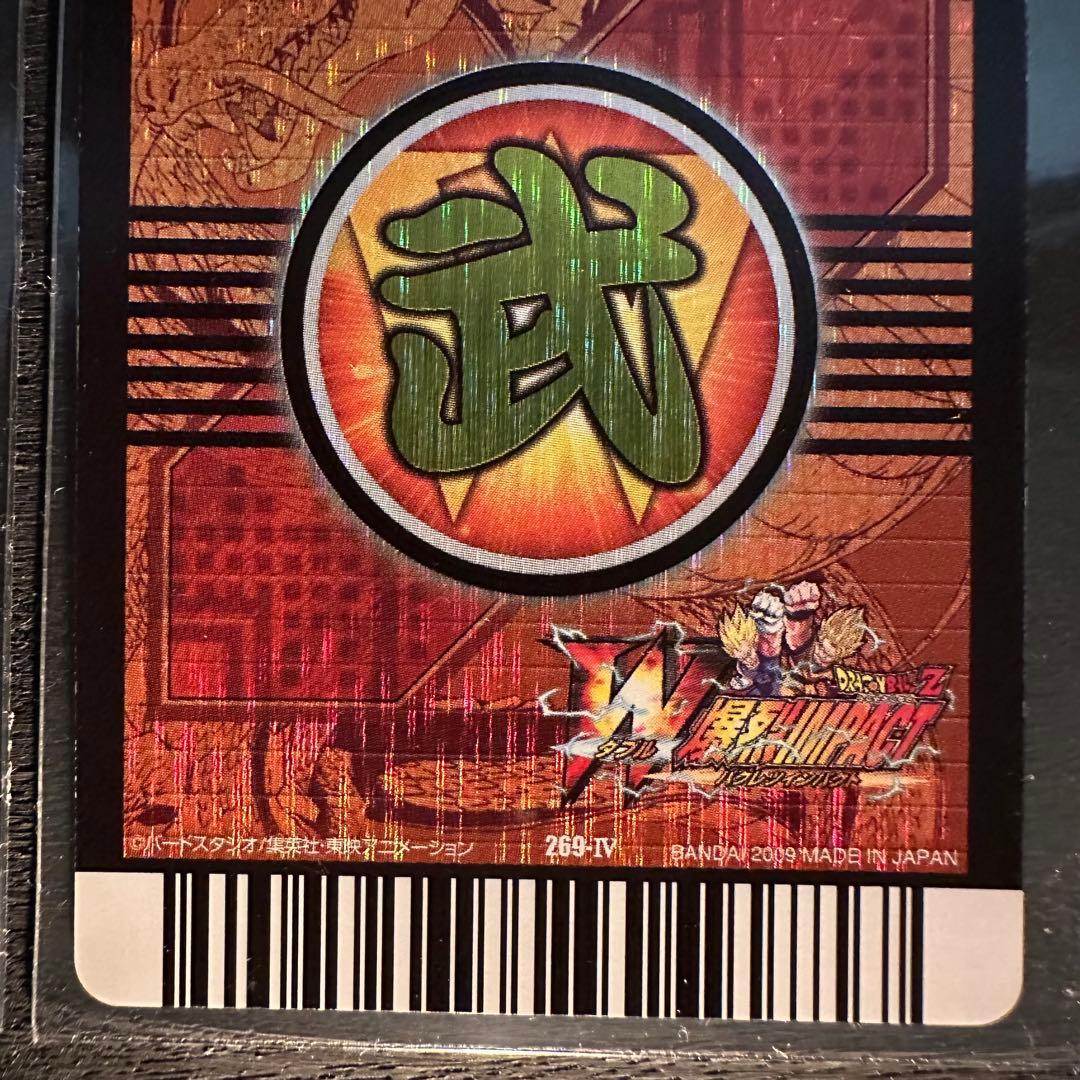 武
DRAGON BALL Z
W 爆烈IMPACT
ダブル バクレツインパクト
©バードスタジオ/集英社・東映アニメーション 269-IV BANDAI 2009 MADE IN JAPAN